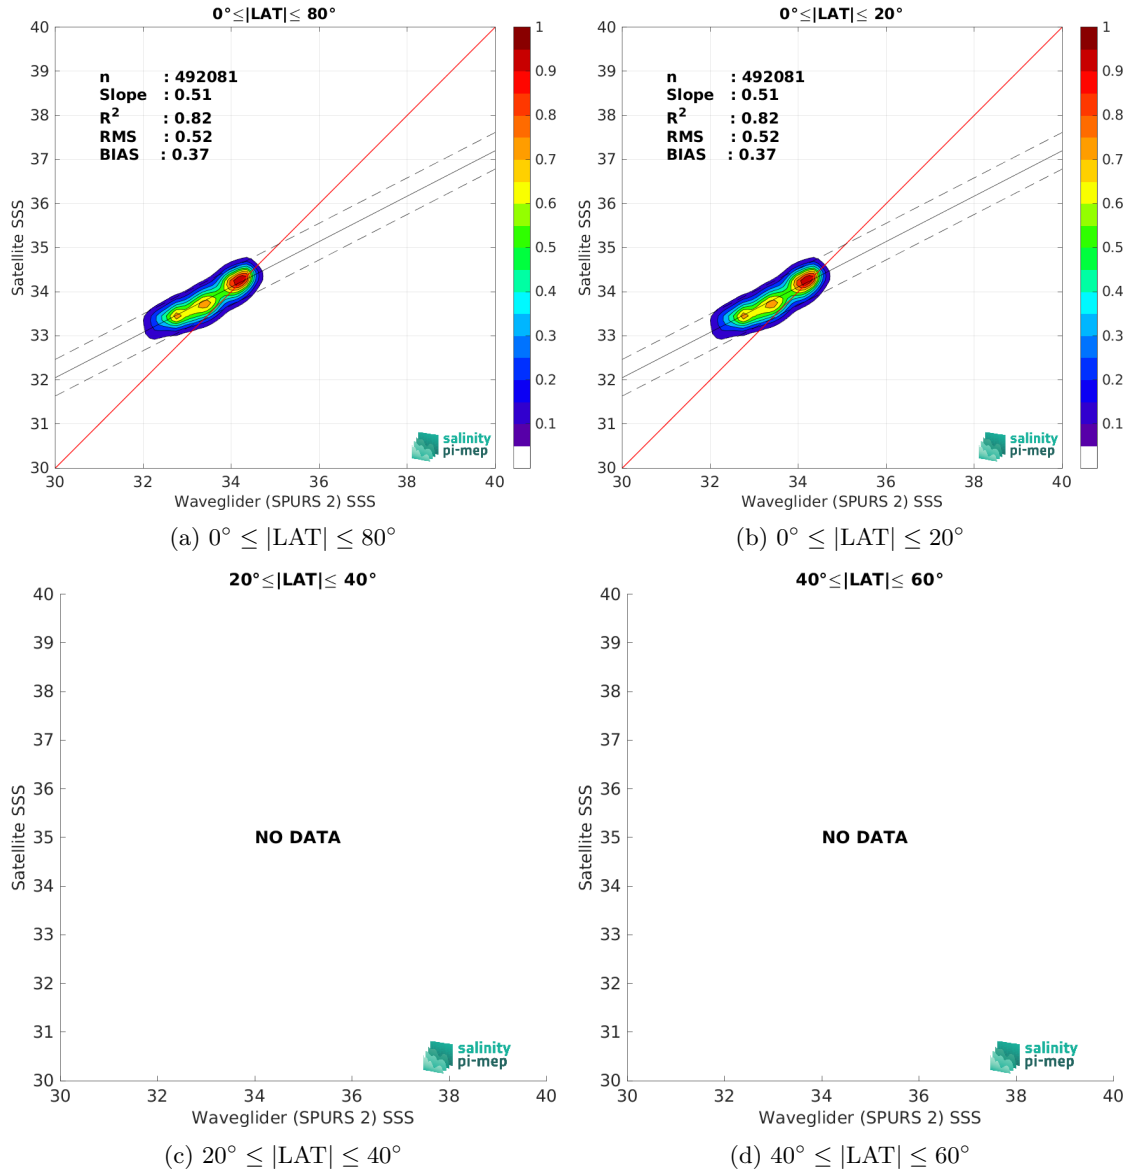 0°≤|LAT|≤ 80°
40
39
38
37
36
35
34
33
32
31
30
Satellite SSS
n : 492081
Slope : 0.51
R2 : 0.82
RMS : 0.52
BIAS : 0.37
salinity
pi-mep
30 32 34 36 38 40
Waveglider (SPURS 2) SSS
1
0.9
0.8
0.7
0.6
0.5
0.4
0.3
0.2
0.1
(a) 0° ≤ |LAT| ≤ 80°
0°≤|LAT|≤ 20°
40
39
38
37
36
35
34
33
32
31
30
Satellite SSS
n : 492081
Slope : 0.51
R2 : 0.82
RMS : 0.52
BIAS : 0.37
salinity
pi-mep
30 32 34 36 38 40
Waveglider (SPURS 2) SSS
1
0.9
0.8
0.7
0.6
0.5
0.4
0.3
0.2
0.1
(b) 0° ≤ |LAT| ≤ 20°
20°≤|LAT|≤ 40°
40
39
38
37
36
35
34
33
32
31
30
Satellite SSS
NO DATA
salinity
pi-mep
30 32 34 36 38 40
Waveglider (SPURS 2) SSS
(c) 20° ≤ |LAT| ≤ 40°
40°≤|LAT|≤ 60°
40
39
38
37
36
35
34
33
32
31
30
Satellite SSS
NO DATA
salinity
pi-mep
30 32 34 36 38 40
Waveglider (SPURS 2) SSS
(d) 40° ≤ |LAT| ≤ 60°